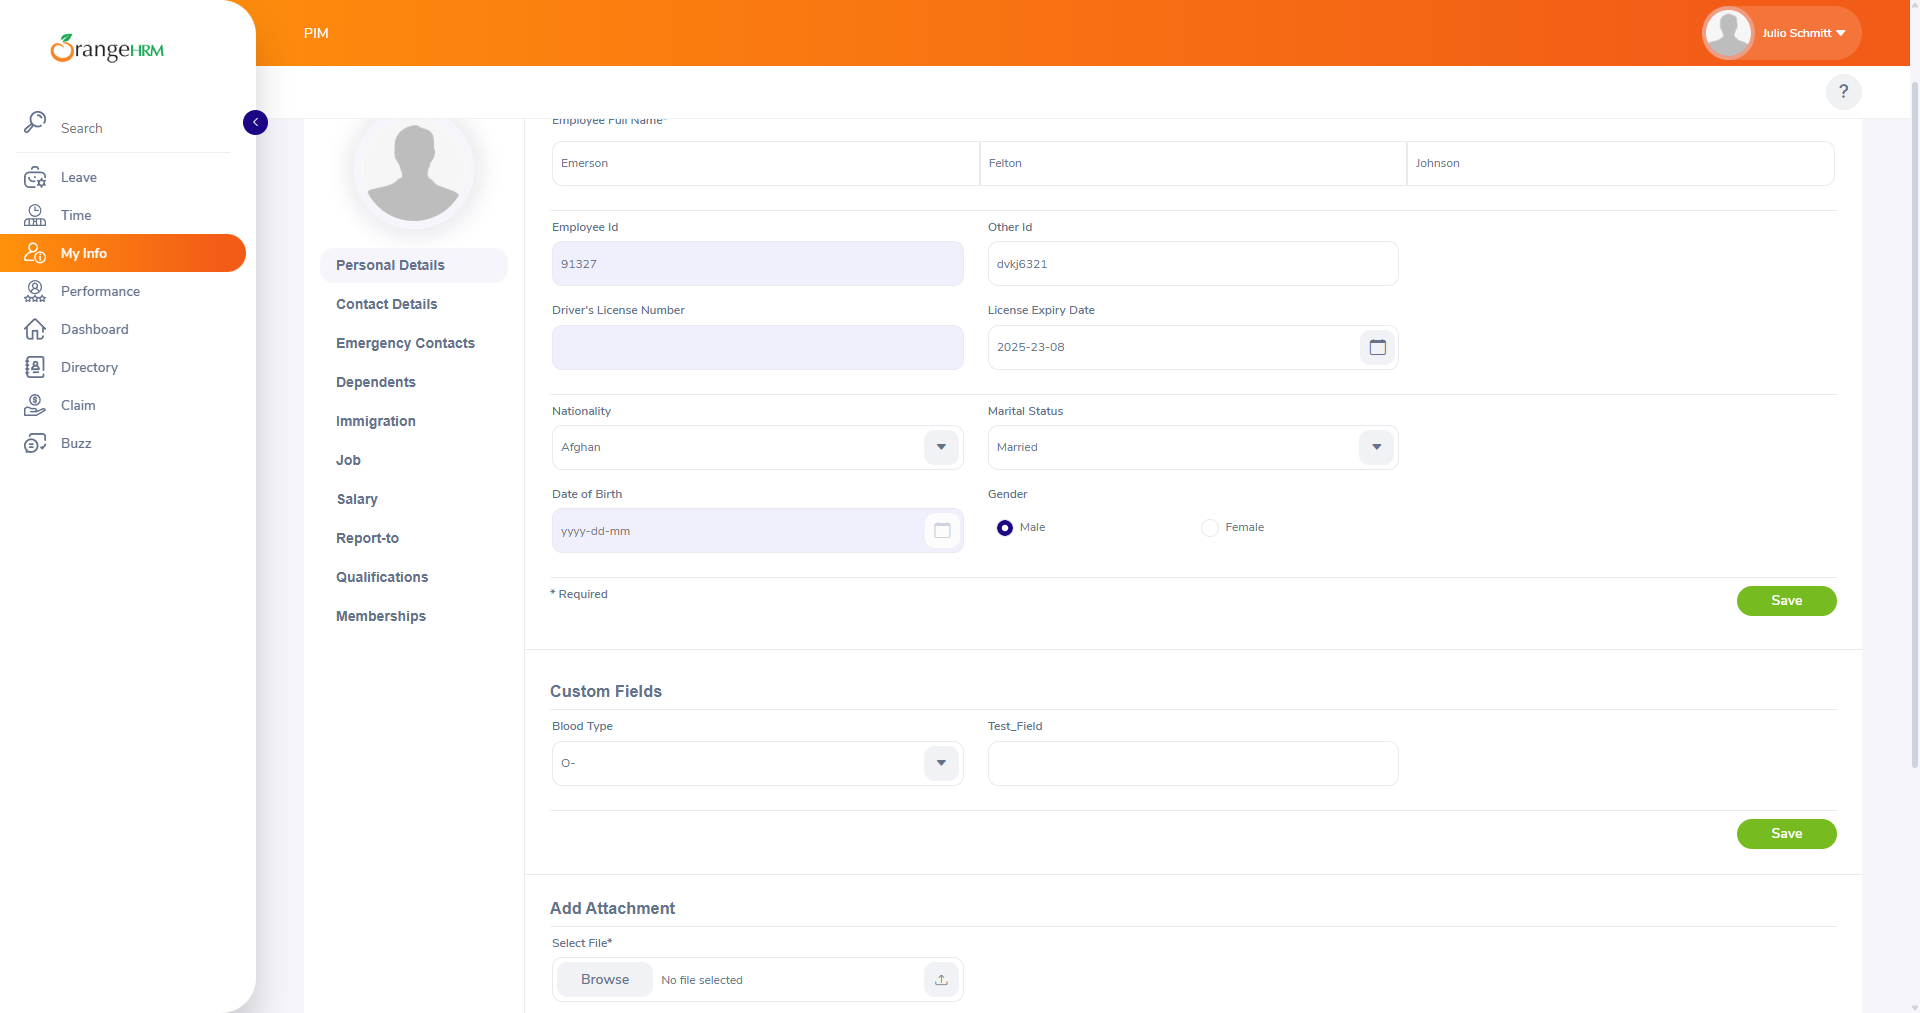 OrangeHRM
PIM
Julio Schmitt
?
Search
Leave
Time
My Info
Performance
Dashboard
Directory
Claim
Buzz
Personal Details
Contact Details
Emergency Contacts
Dependents
Immigration
Job
Salary
Report-to
Qualifications
Memberships
Employee Full Name*
Emerson Felton Johnson
Employee Id Other Id
91327 dvkj6321
Driver's License Number License Expiry Date
2025-23-08
Nationality Marital Status
Afghan Married
Date of Birth Gender
yyyy-dd-mm Male Female
* Required Save
Custom Fields
Blood Type Test_Field
O-
Save
Add Attachment
Select File*
Browse No file selected